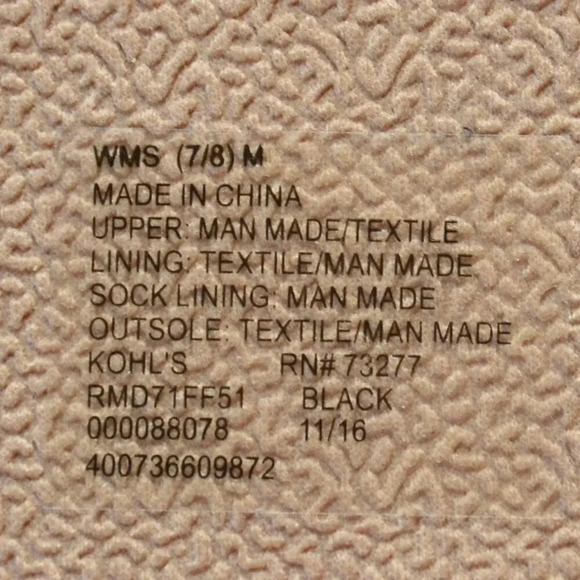 WMS (7/8) M
MADE IN CHINA
UPPER: MAN MADE/TEXTILE
LINING: TEXTILE/MAN MADE
SOCK LINING: MAN MADE
OUTSOLE: TEXTILE/MAN MADE
KOHL'S RN# 73277
RMD71FF51 BLACK
000088078 11/16
400736609872